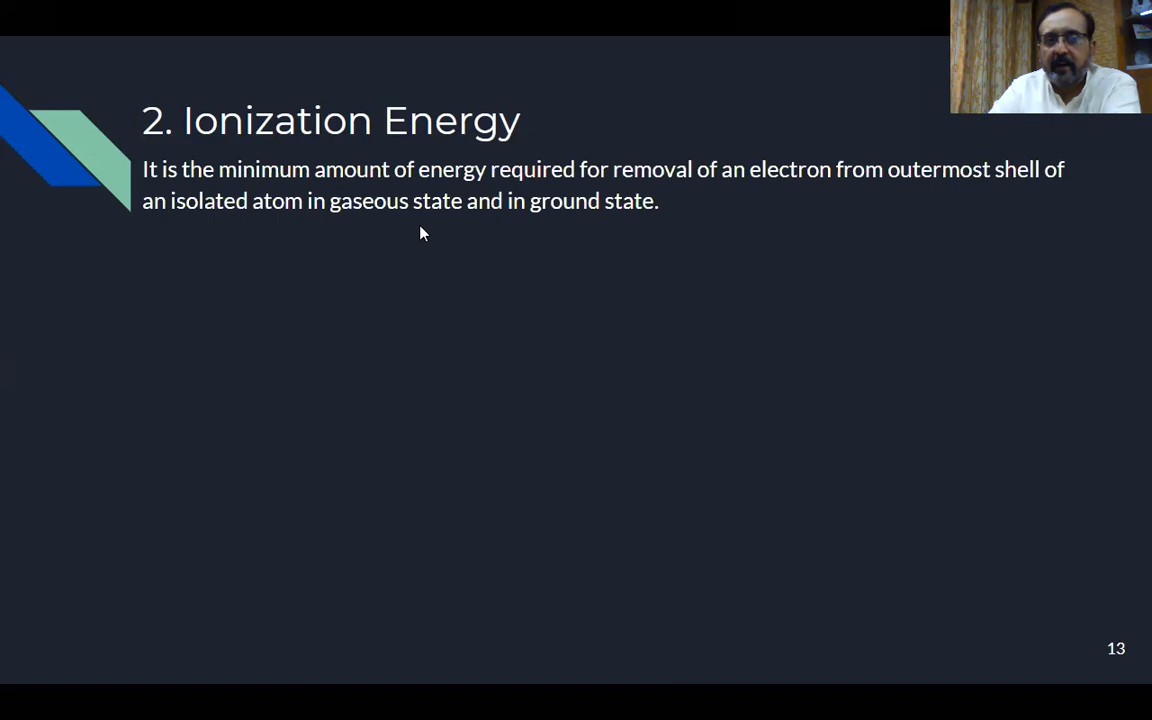 2. Ionization Energy
It is the minimum amount of energy required for removal of an electron from outermost shell of
an isolated atom in gaseous state and in ground state.
13